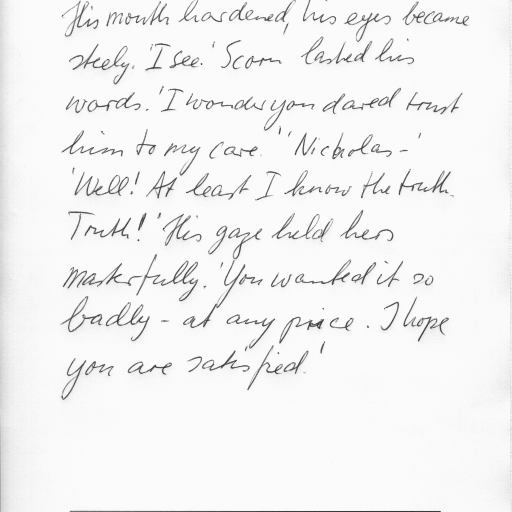 His mouth hardened, his eyes became
steely. 'I see.' Scorn lashed his
words. 'I wonder you dared trust
him to my care.' 'Nicholas-'
'Well! At least I know the truth.
Truth!' His gaze held hers
masterfully. 'You wanted it so
badly - at any price. I hope
you are satisfied.'